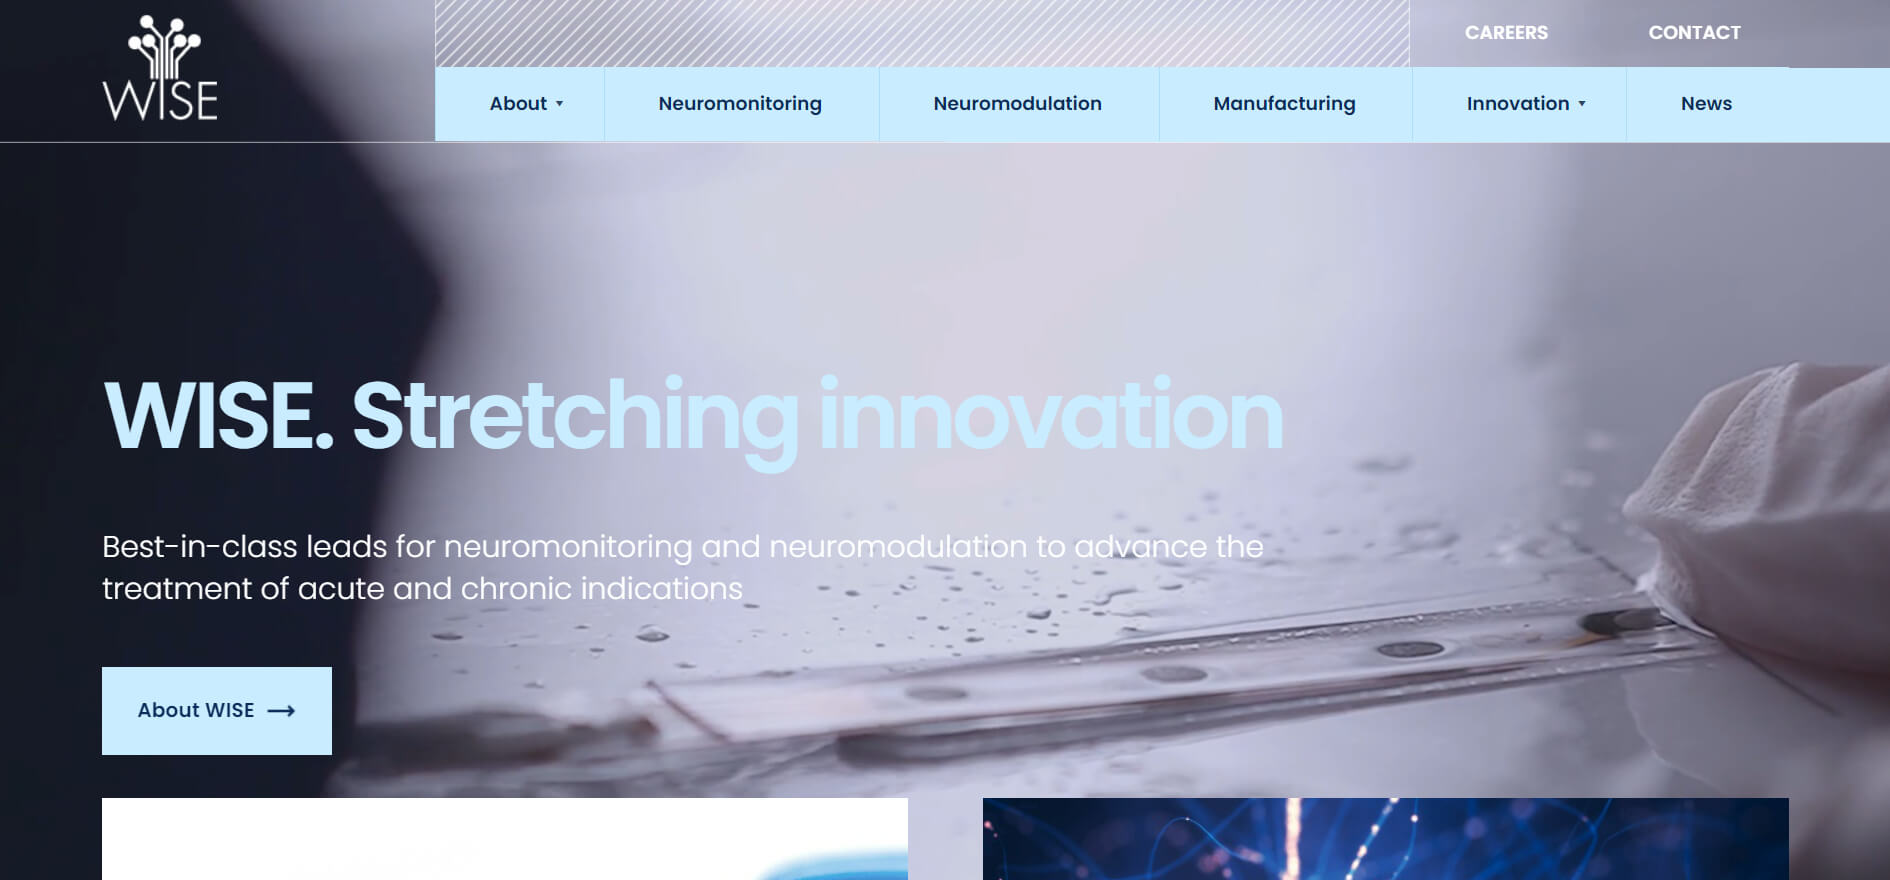 WISE
CAREERS
CONTACT
About
Neuromonitoring
Neuromodulation
Manufacturing
Innovation
News
WISE. Stretching innovation
Best-in-class leads for neuromonitoring and neuromodulation to advance the
treatment of acute and chronic indications
About WISE